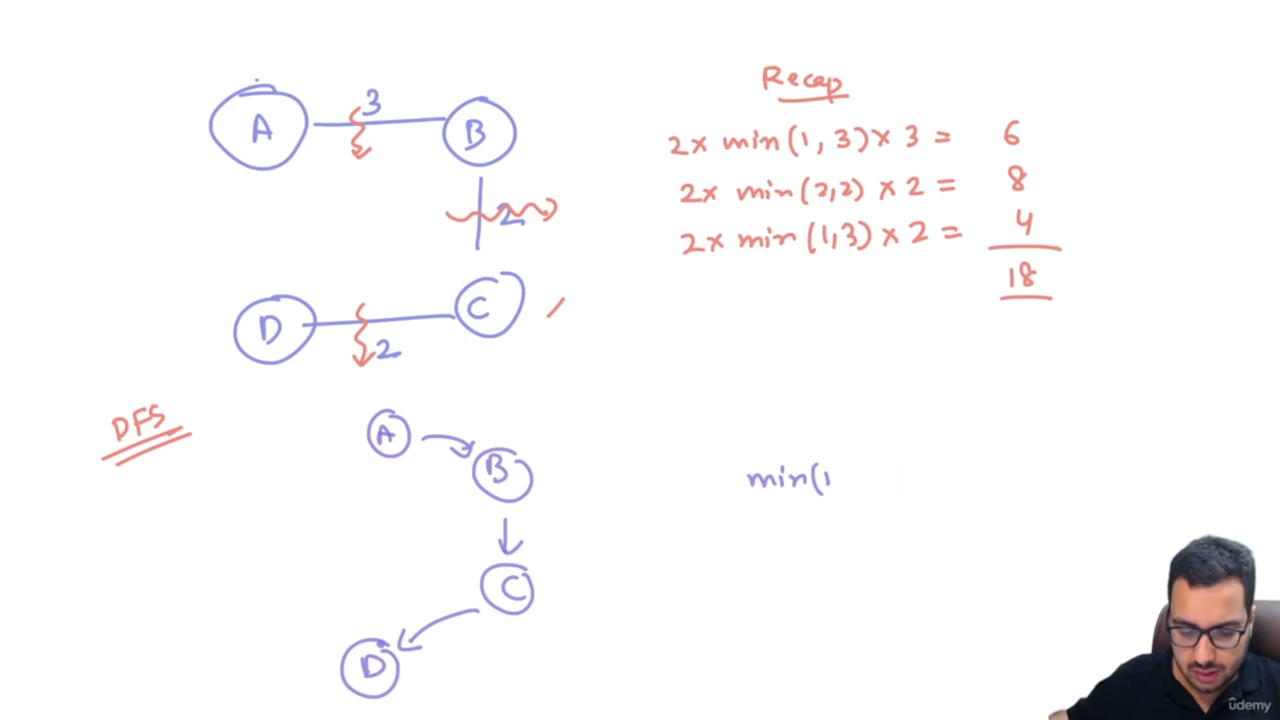 Recap
A 3 B
2x min(1, 3) x 3 = 6
2x min(2,2) x 2 = 8
2
2x min(1,3) x 2 = 4
18
D 2 C
DFS
A
B
min(1
C
D
udemy